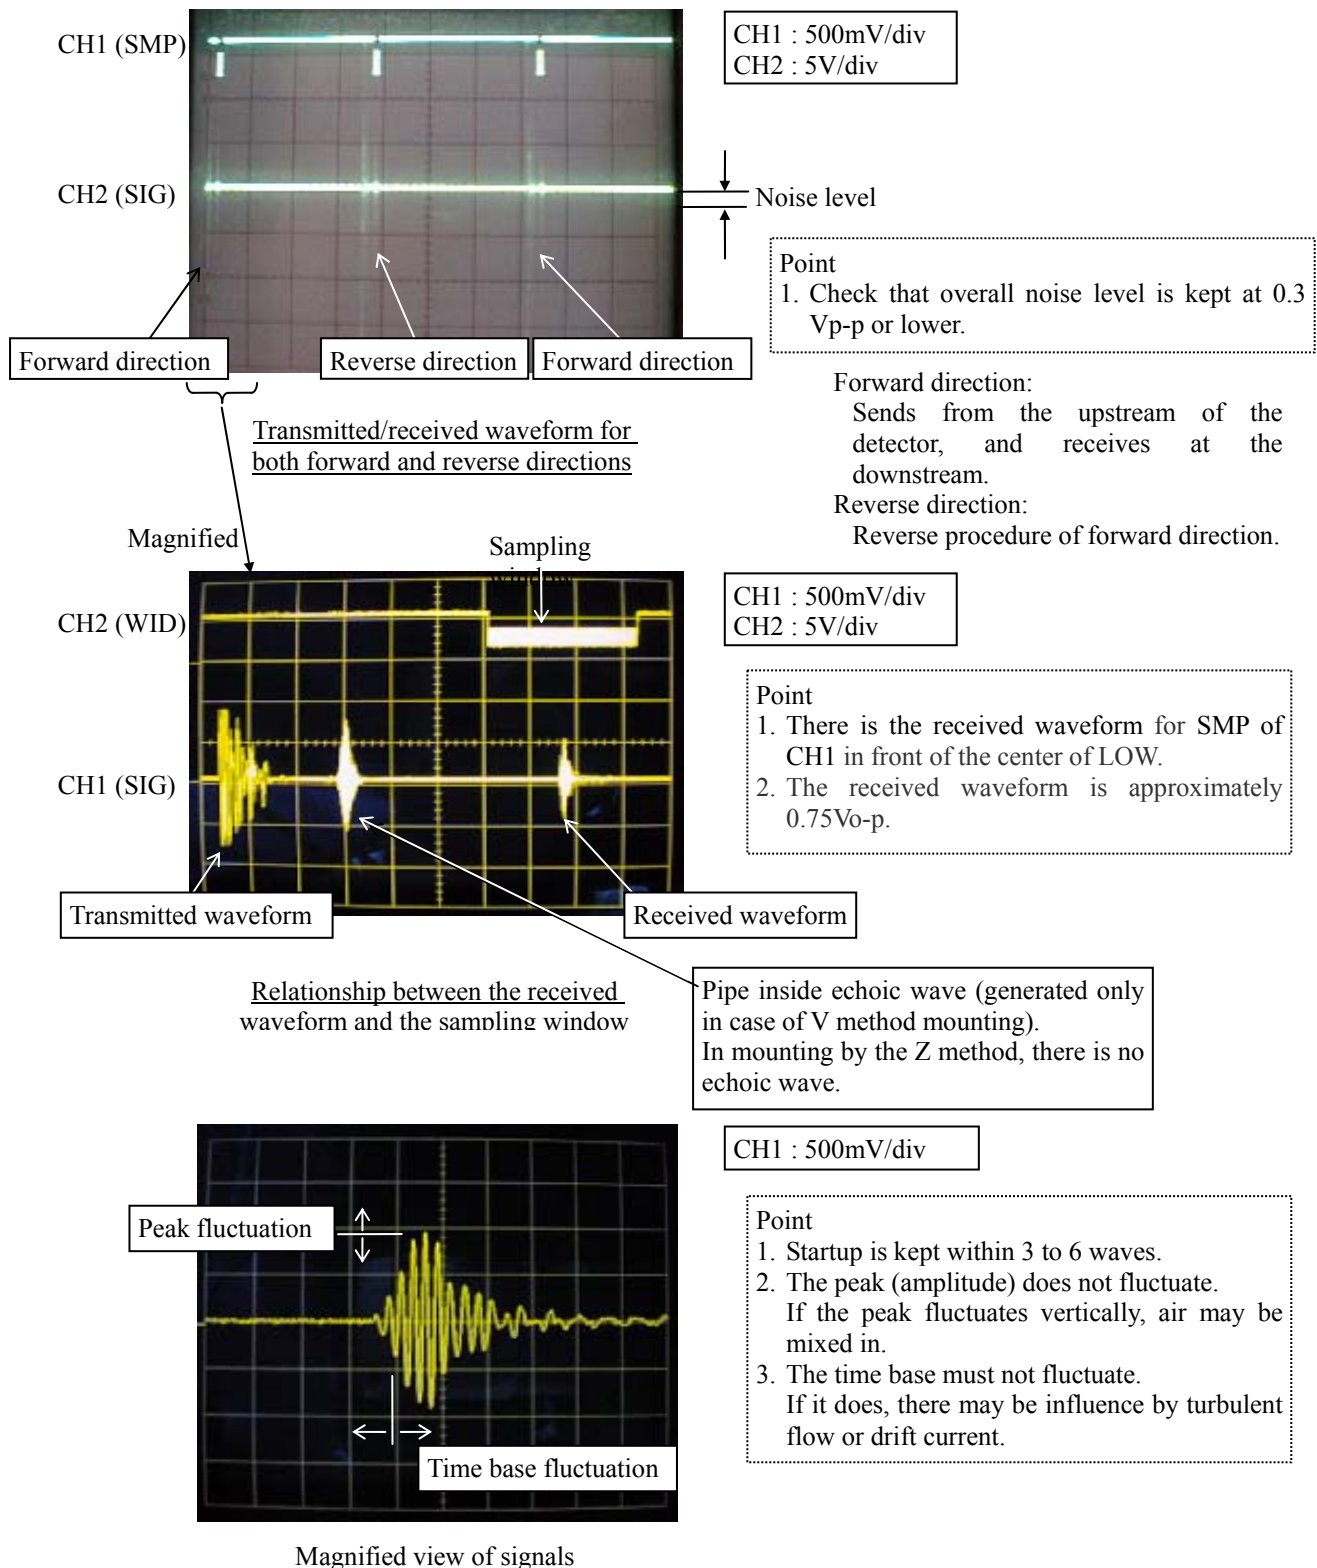 CH1 (SMP)
CH1 : 500mV/div
CH2 : 5V/div
CH2 (SIG)
Noise level
Point
1. Check that overall noise level is kept at 0.3
Vp-p or lower.
Forward direction
Reverse direction
Forward direction
Forward direction:
Sends from the upstream of the
detector, and receives at the
downstream.
Reverse direction:
Reverse procedure of forward direction.
Transmitted/received waveform for
both forward and reverse directions
Magnified
Sampling
window
CH2 (WID)
CH1 : 500mV/div
CH2 : 5V/div
CH1 (SIG)
Point
1. There is the received waveform for SMP of
CH1 in front of the center of LOW.
2. The received waveform is approximately
0.75Vo-p.
Transmitted waveform
Received waveform
Relationship between the received
waveform and the sampling window
Pipe inside echoic wave (generated only
in case of V method mounting).
In mounting by the Z method, there is no
echoic wave.
CH1 : 500mV/div
Peak fluctuation
Time base fluctuation
Point
1. Startup is kept within 3 to 6 waves.
2. The peak (amplitude) does not fluctuate.
If the peak fluctuates vertically, air may be
mixed in.
3. The time base must not fluctuate.
If it does, there may be influence by turbulent
flow or drift current.
Magnified view of signals